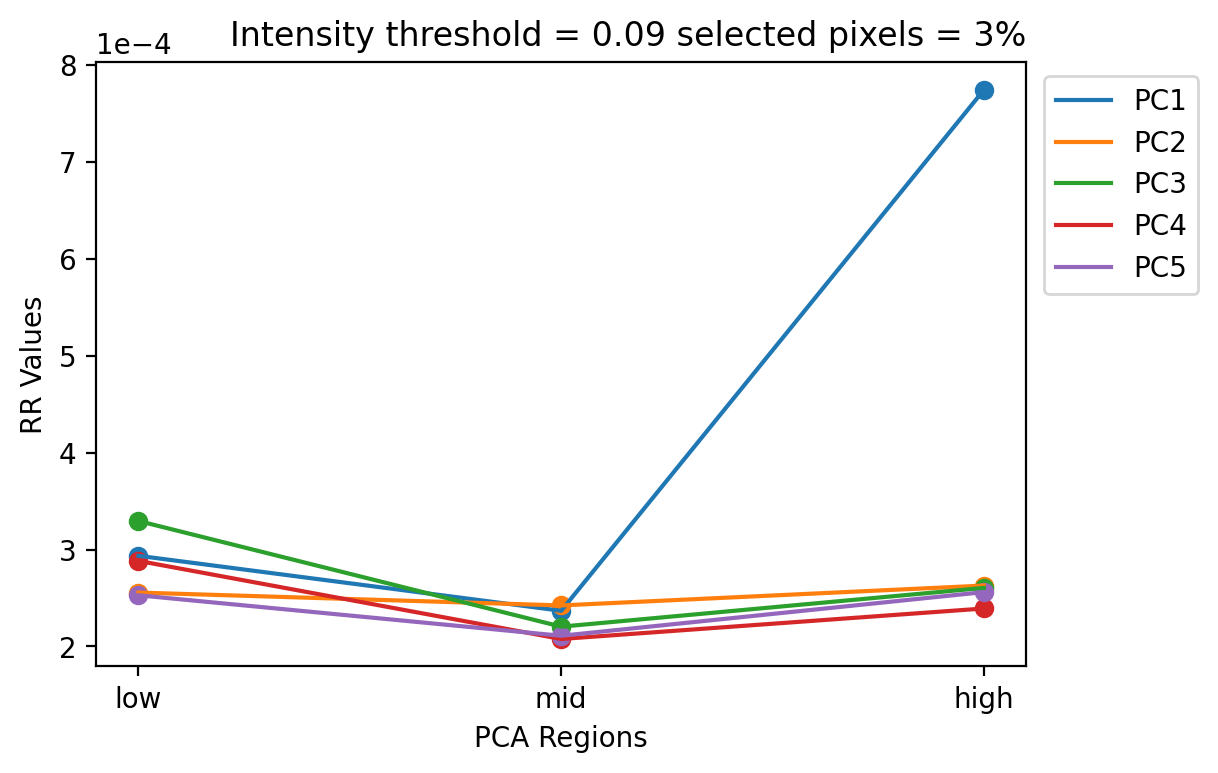 Intensity threshold = 0.09 selected pixels = 3%
1e−4
8
7
6
5
4
3
2
RR Values
low mid high
PCA Regions
PC1
PC2
PC3
PC4
PC5